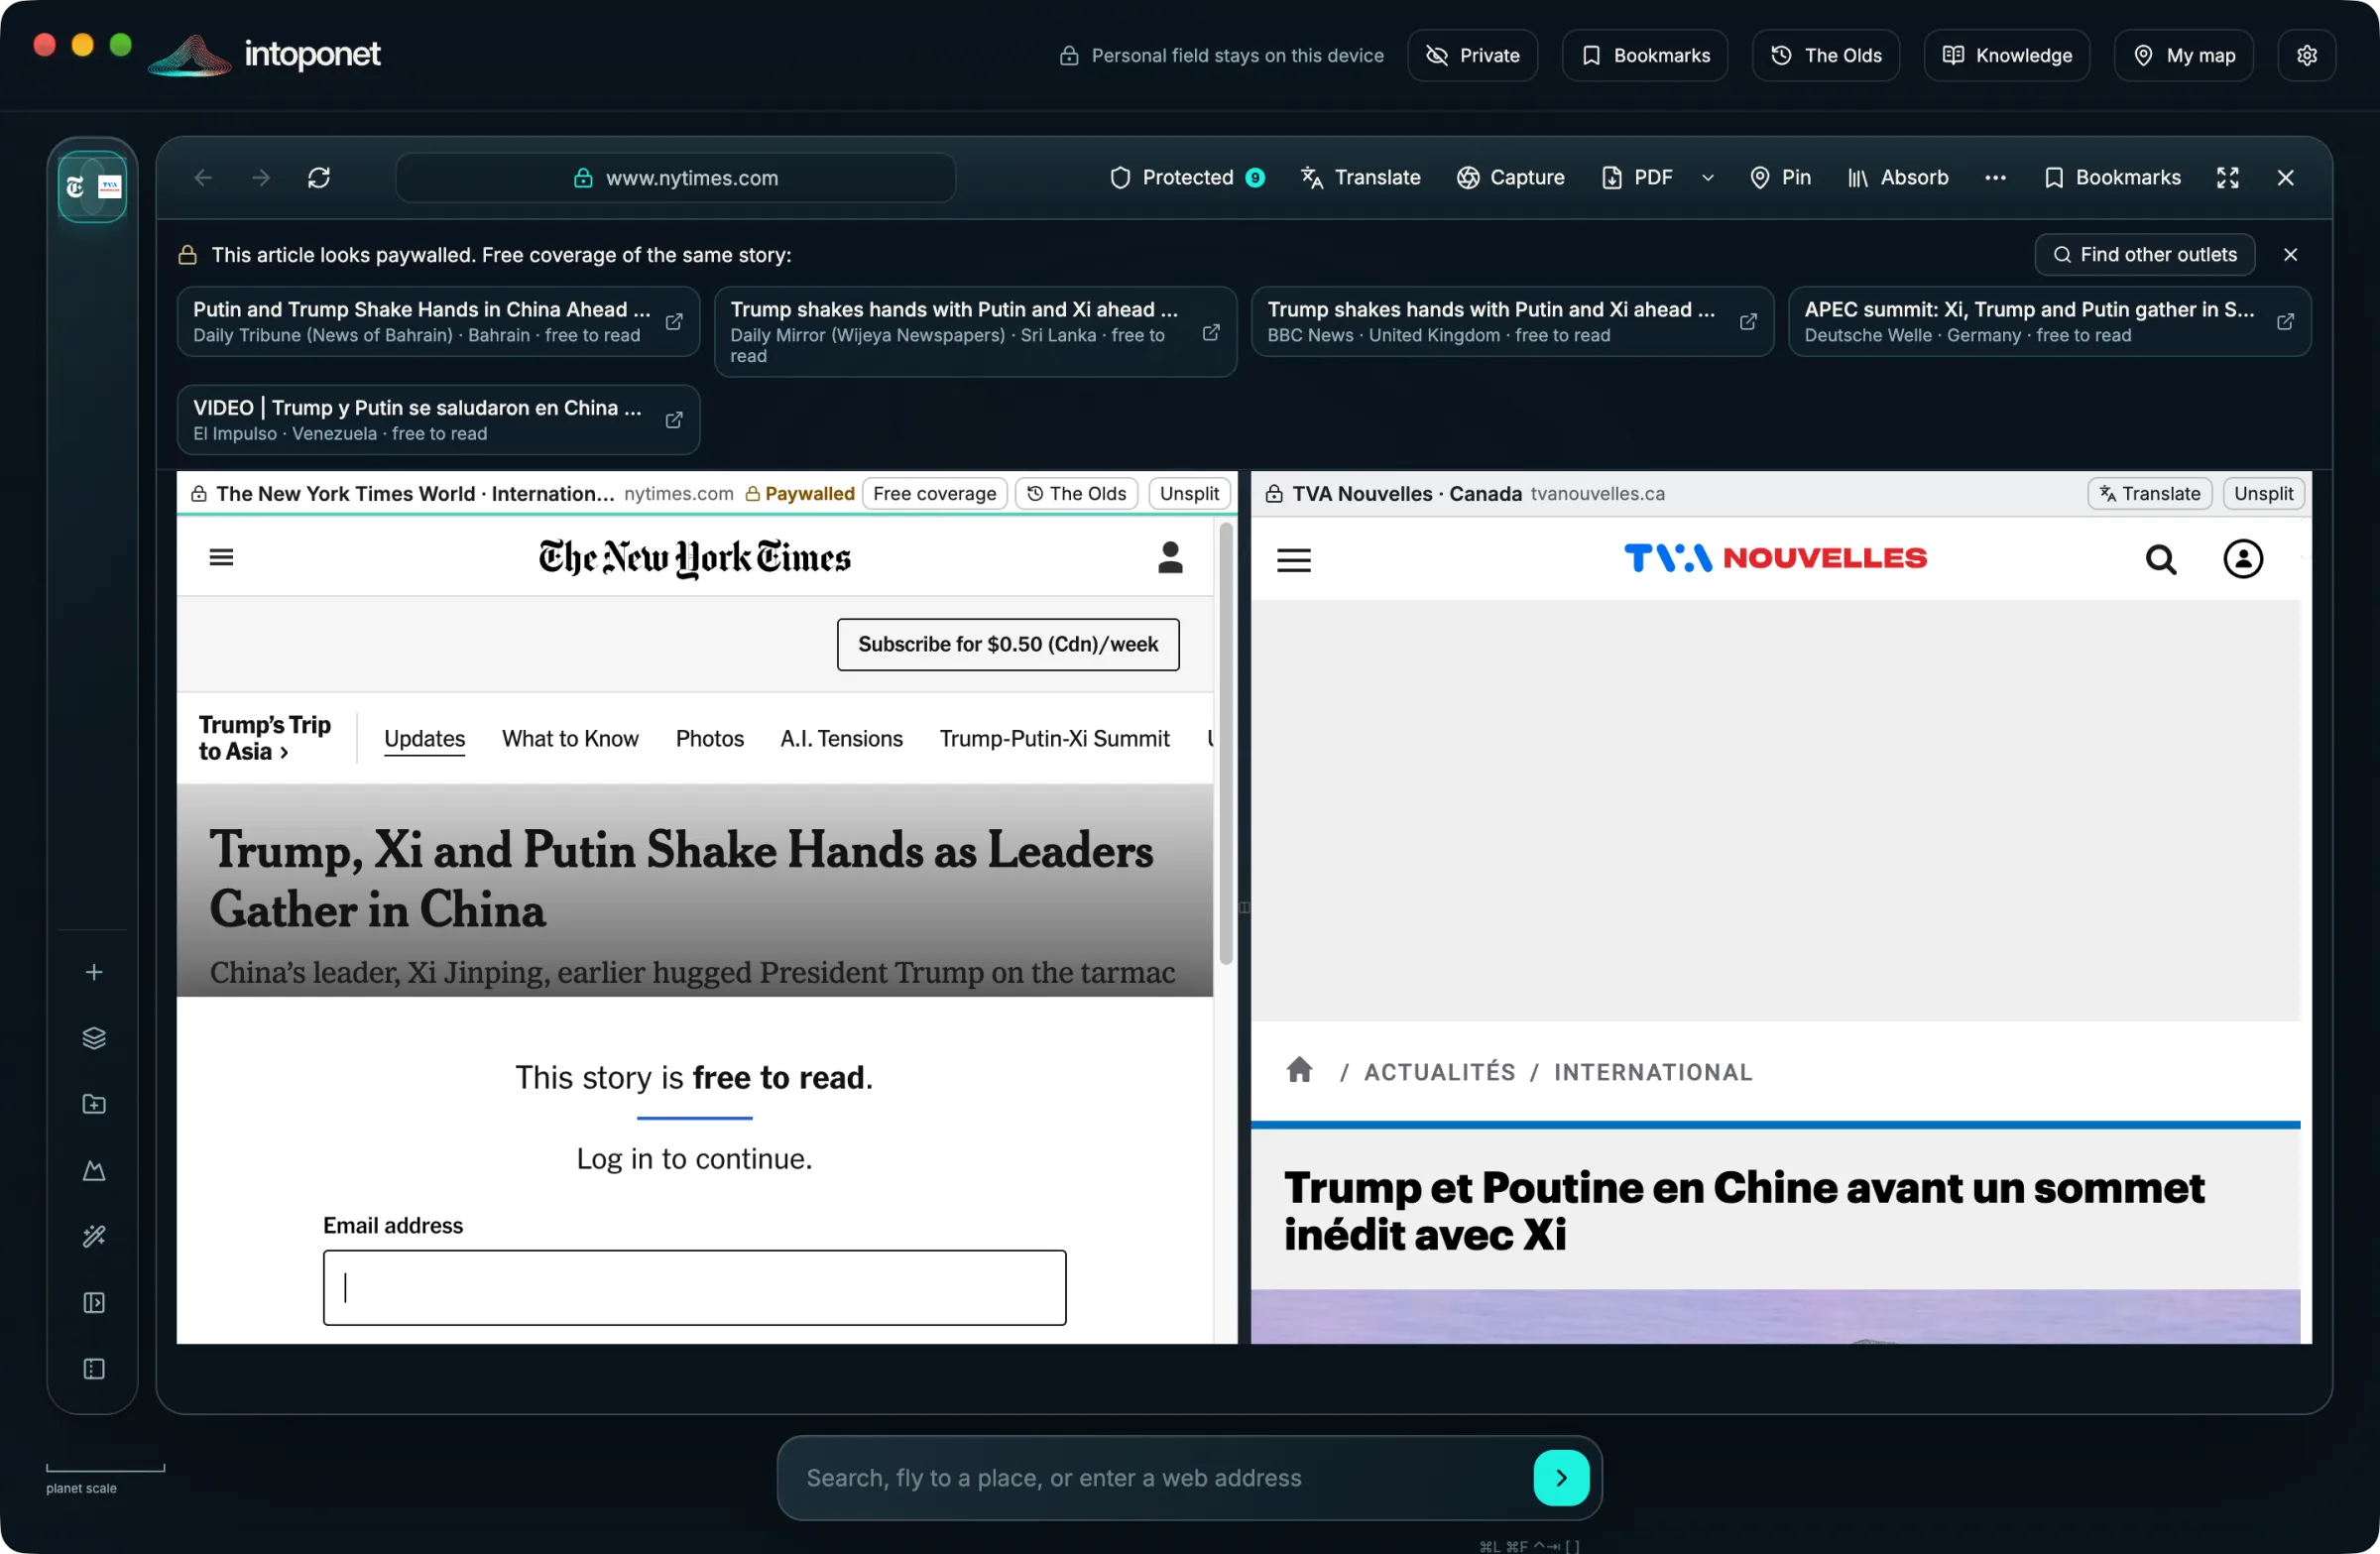 intoponet
Personal field stays on this device
Private
Bookmarks
The Olds
Knowledge
My map
www.nytimes.com
Protected 9
Translate
Capture
PDF
Pin
Absorb
Bookmarks
This article looks paywalled. Free coverage of the same story:
Find other outlets
Putin and Trump Shake Hands in China Ahead ...
Daily Tribune (News of Bahrain) · Bahrain · free to read
Trump shakes hands with Putin and Xi ahead ...
Daily Mirror (Wijeya Newspapers) · Sri Lanka · free to
read
Trump shakes hands with Putin and Xi ahead ...
BBC News · United Kingdom · free to read
APEC summit: Xi, Trump and Putin gather in S...
Deutsche Welle · Germany · free to read
VIDEO | Trump y Putin se saludaron en China ...
El Impulso · Venezuela · free to read
The New York Times World · Internation... nytimes.com Paywalled Free coverage The Olds Unsplit
The New York Times
Subscribe for $0.50 (Cdn)/week
Trump's Trip
to Asia ›
Updates What to Know Photos A.I. Tensions Trump-Putin-Xi Summit
Trump, Xi and Putin Shake Hands as Leaders
Gather in China
China's leader, Xi Jinping, earlier hugged President Trump on the tarmac
This story is free to read.
Log in to continue.
Email address
TVA Nouvelles · Canada tvanouvelles.ca Translate Unsplit
TVA NOUVELLES
/ ACTUALITÉS / INTERNATIONAL
Trump et Poutine en Chine avant un sommet
inédit avec Xi
Search, fly to a place, or enter a web address
planet scale